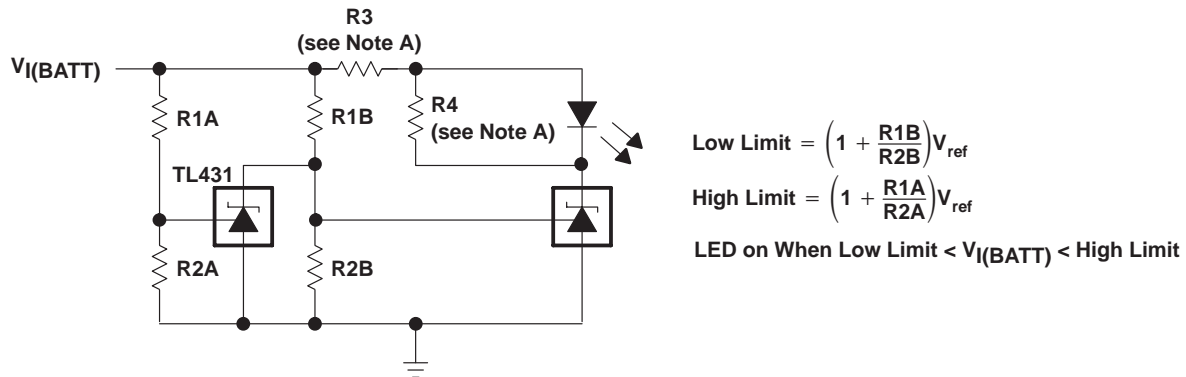 R3
(see Note A)
VI(BATT)
R1A
R1B
R4
(see Note A)
TL431
R2A
R2B
Low Limit = (1 + R1B/R2B)Vref
High Limit = (1 + R1A/R2A)Vref
LED on When Low Limit < VI(BATT) < High Limit